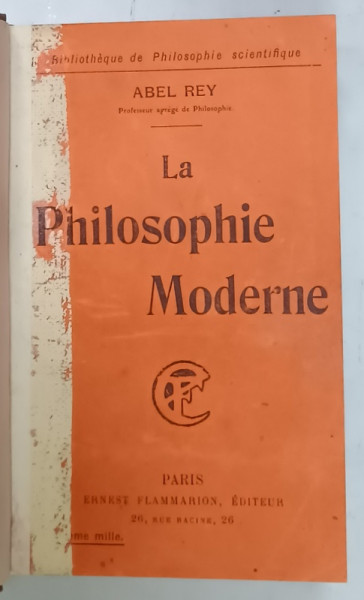 Bibliothèque de Philosophie scientifique
ABEL REY
Professeur agrégé de Philosophie.
La
Philosophie
Moderne
PARIS
ERNEST FLAMMARION, ÉDITEUR
26, RUE RACINE, 26
me mille.